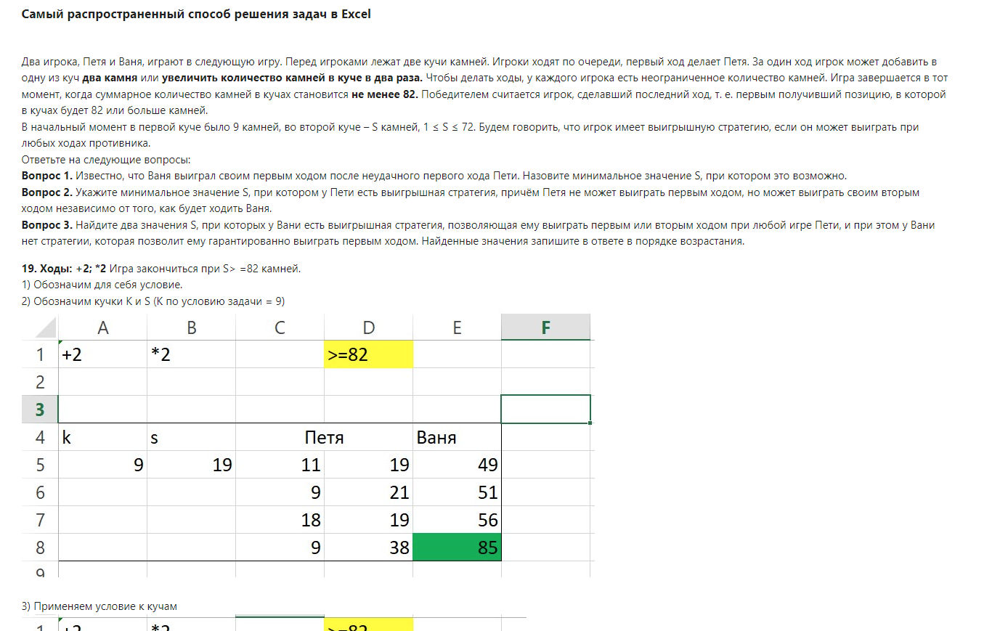 Самый распространенный способ решения задач в Excel
Два игрока, Петя и Ваня, играют в следующую игру. Перед игроками лежат две кучи камней. Игроки ходят по очереди, первый ход делает Петя. За один ход игрок может добавить в
одну из куч два камня или увеличить количество камней в куче в два раза. Чтобы делать ходы, у каждого игрока есть неограниченное количество камней. Игра завершается в тот
момент, когда суммарное количество камней в кучах становится не менее 82. Победителем считается игрок, сделавший последний ход, т. е. первым получивший позицию, в которой
в кучах будет 82 или больше камней.
В начальный момент в первой куче было 9 камней, во второй куче – S камней, 1 ≤ S ≤ 72. Будем говорить, что игрок имеет выигрышную стратегию, если он может выиграть при
любых ходах противника.
Ответьте на следующие вопросы:
Вопрос 1. Известно, что Ваня выиграл своим первым ходом после неудачного первого хода Пети. Назовите минимальное значение S, при котором это возможно.
Вопрос 2. Укажите минимальное значение S, при котором у Пети есть выигрышная стратегия, причём Петя не может выиграть первым ходом, но может выиграть своим вторым
ходом независимо от того, как будет ходить Ваня.
Вопрос 3. Найдите два значения S, при которых у Вани есть выигрышная стратегия, позволяющая ему выиграть первым или вторым ходом при любой игре Пети, и при этом у Вани
нет стратегии, которая позволит ему гарантированно выиграть первым ходом. Найденные значения запишите в ответе в порядке возрастания.
19. Ходы: +2; *2 Игра закончиться при S> =82 камней.
1) Обозначим для себя условие.
2) Обозначим кучки K и S (К по условию задачи = 9)
A B C D E F
1 +2 *2 >=82
2
3
4 k s Петя Ваня
5 9 19 11 19 49
6 9 21 51
7 18 19 56
8 9 38 85
9
3) Применяем условие к кучам
1 +2 *2 >=82